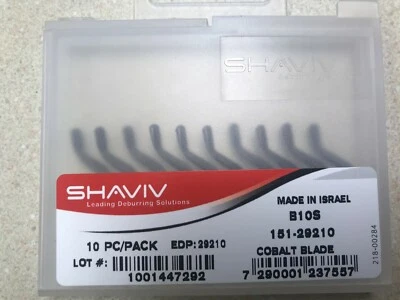 SHAVIV
SHAVIV
Leading Deburring Solutions
MADE IN ISRAEL
B10S
151-29210
10 PC/PACK EDP:29210
COBALT BLADE
LOT #:
1001447292
7 290001 237557
218-00284